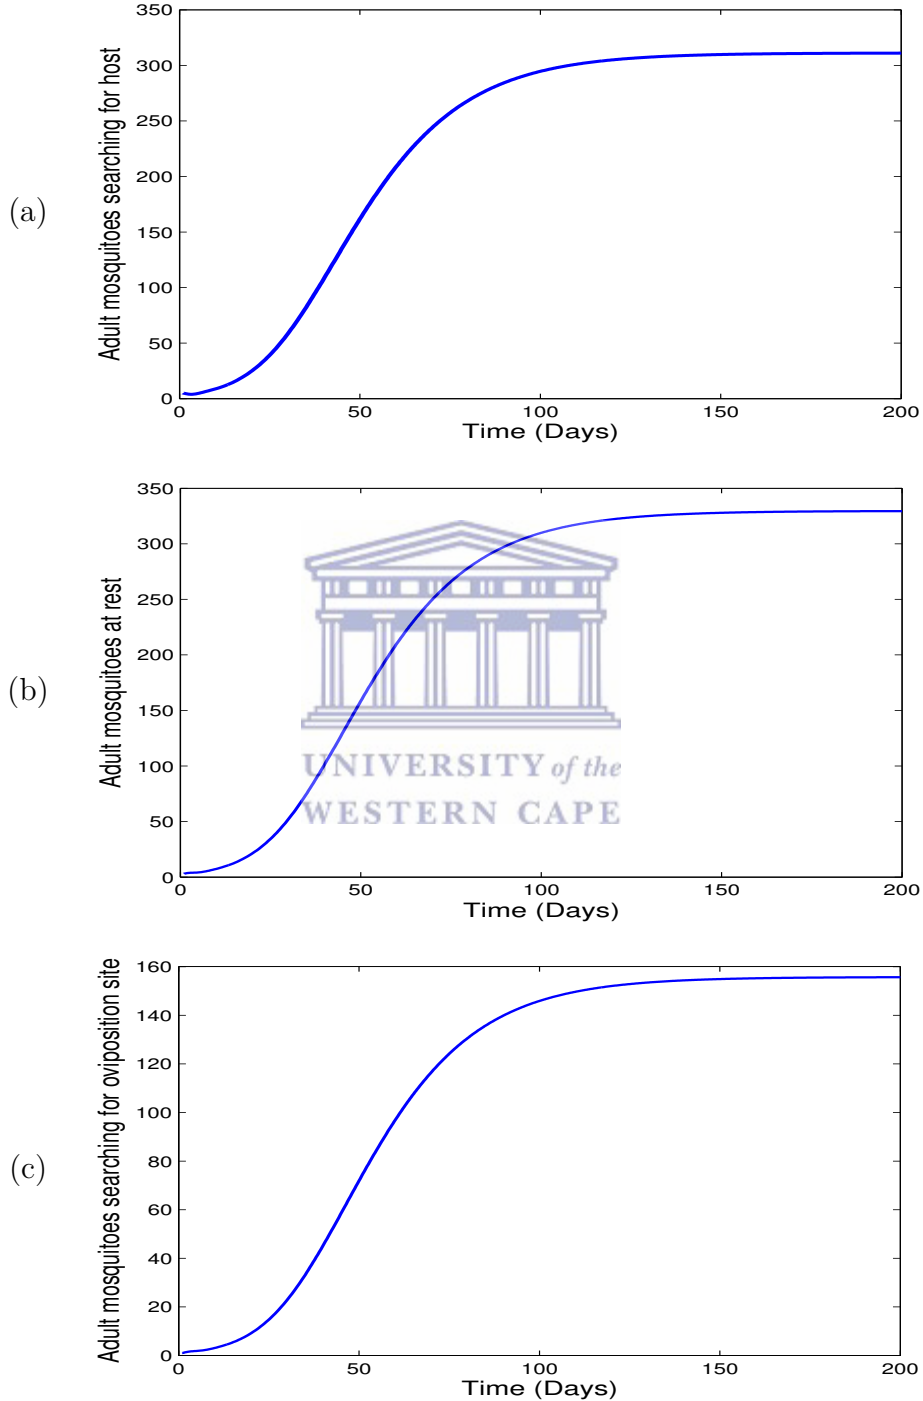 (a)
Adult mosquitoes searching for host
350
300
250
200
150
100
50
0
0 50 100 150 200
Time (Days)
(b)
Adult mosquitoes at rest
350
300
250
200
150
100
50
0
0 50 100 150 200
Time (Days)
UNIVERSITY of the
WESTERN CAPE
(c)
Adult mosquitoes searching for oviposition site
160
140
120
100
80
60
40
20
0
0 50 100 150 200
Time (Days)